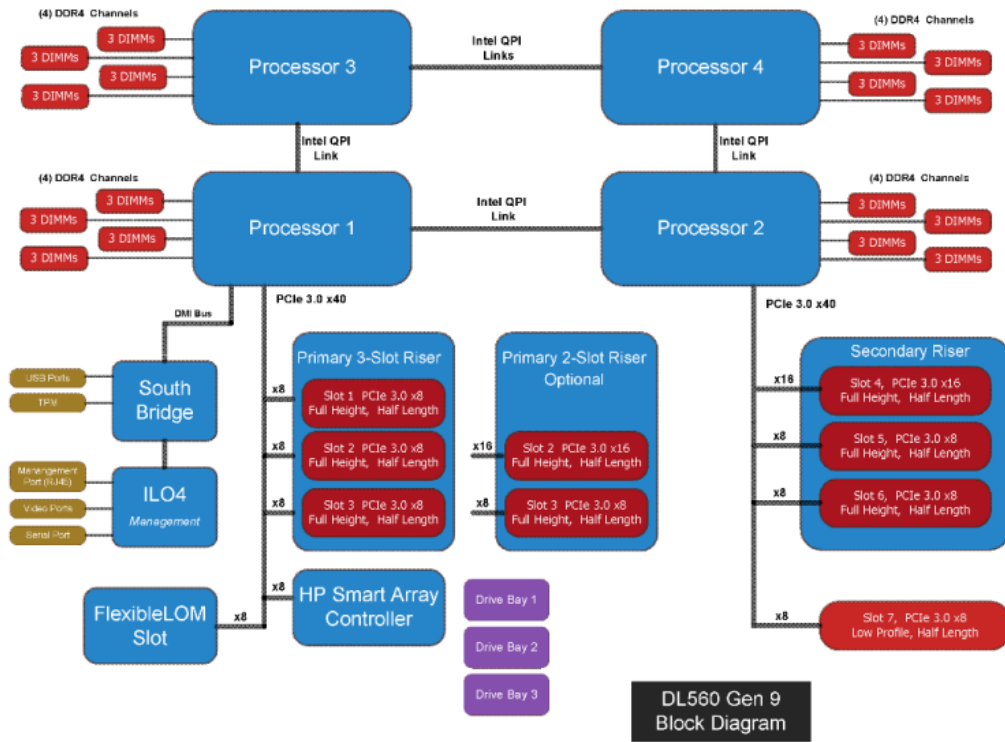 (4) DDR4 Channels
3 DIMMs
3 DIMMs
3 DIMMs
3 DIMMs
Processor 3
Intel QPI
Links
Processor 4
(4) DDR4 Channels
3 DIMMs
3 DIMMs
3 DIMMs
3 DIMMs
Intel QPI
Link
Intel QPI
Link
(4) DDR4 Channels
3 DIMMs
3 DIMMs
3 DIMMs
3 DIMMs
Processor 1
Intel QPI
Link
Processor 2
(4) DDR4 Channels
3 DIMMs
3 DIMMs
3 DIMMs
3 DIMMs
PCIe 3.0 x40
PCIe 3.0 x40
DMI Bus
USB Ports
TPM
South
Bridge
Manangement
Port (RJ45)
Video Ports
Serial Port
ILO4
Management
Primary 3-Slot Riser
x8
Slot 1 PCIe 3.0 x8
Full Height, Half Length
x8
Slot 2 PCIe 3.0 x8
Full Height, Half Length
x8
Slot 3 PCIe 3.0 x8
Full Height, Half Length
Primary 2-Slot Riser
Optional
x16
Slot 2 PCIe 3.0 x16
Full Height, Half Length
x8
Slot 3 PCIe 3.0 x8
Full Height, Half Length
Secondary Riser
x16
Slot 4, PCIe 3.0 x16
Full Height, Half Length
x8
Slot 5, PCIe 3.0 x8
Full Height, Half Length
x8
Slot 6, PCIe 3.0 x8
Full Height, Half Length
FlexibleLOM
Slot
x8
x8
HP Smart Array
Controller
Drive Bay 1
Drive Bay 2
Drive Bay 3
x8
Slot 7, PCIe 3.0 x8
Low Profile, Half Length
DL560 Gen 9
Block Diagram